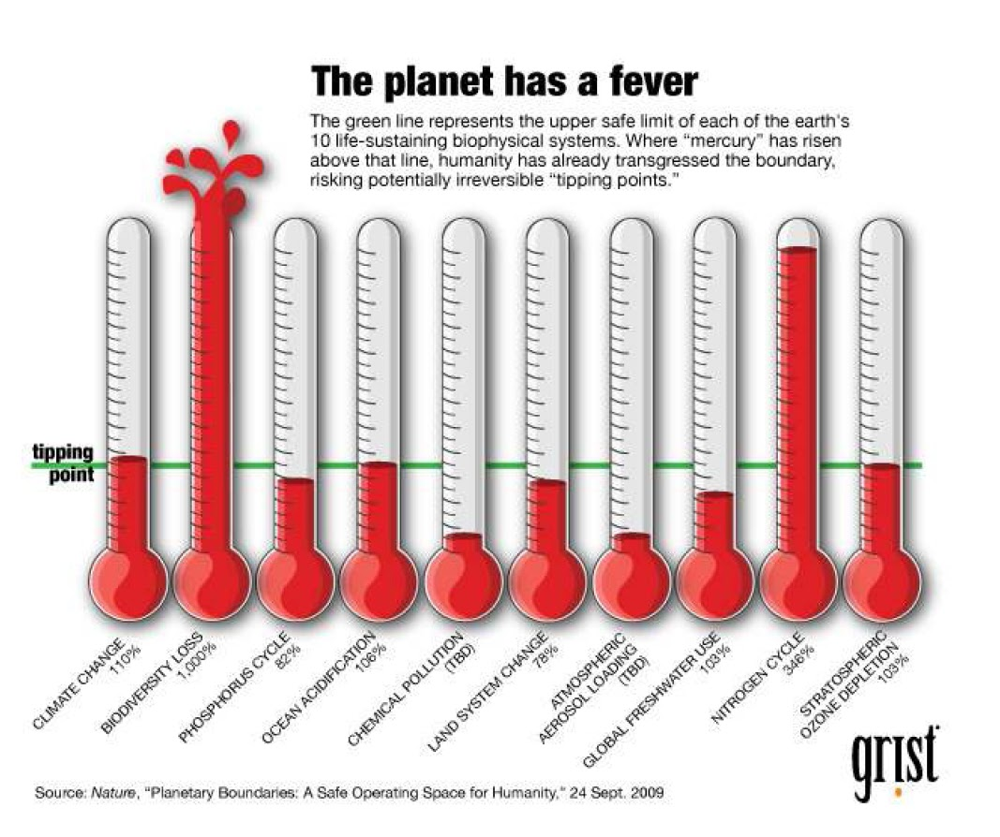 The planet has a fever
The green line represents the upper safe limit of each of the earth's
10 life-sustaining biophysical systems. Where “mercury” has risen
above that line, humanity has already transgressed the boundary,
risking potentially irreversible “tipping points.”
tipping
point
CLIMATE CHANGE
110%
BIODIVERSITY LOSS
1,000%
PHOSPHORUS CYCLE
82%
OCEAN ACIDIFICATION
106%
CHEMICAL POLLUTION
(TBD)
LAND SYSTEM CHANGE
78%
ATMOSPHERIC
AEROSOL LOADING
(TBD)
GLOBAL FRESHWATER USE
103%
NITROGEN CYCLE
346%
STRATOSPHERIC
OZONE DEPLETION
103%
grist
Source: Nature, “Planetary Boundaries: A Safe Operating Space for Humanity,” 24 Sept. 2009